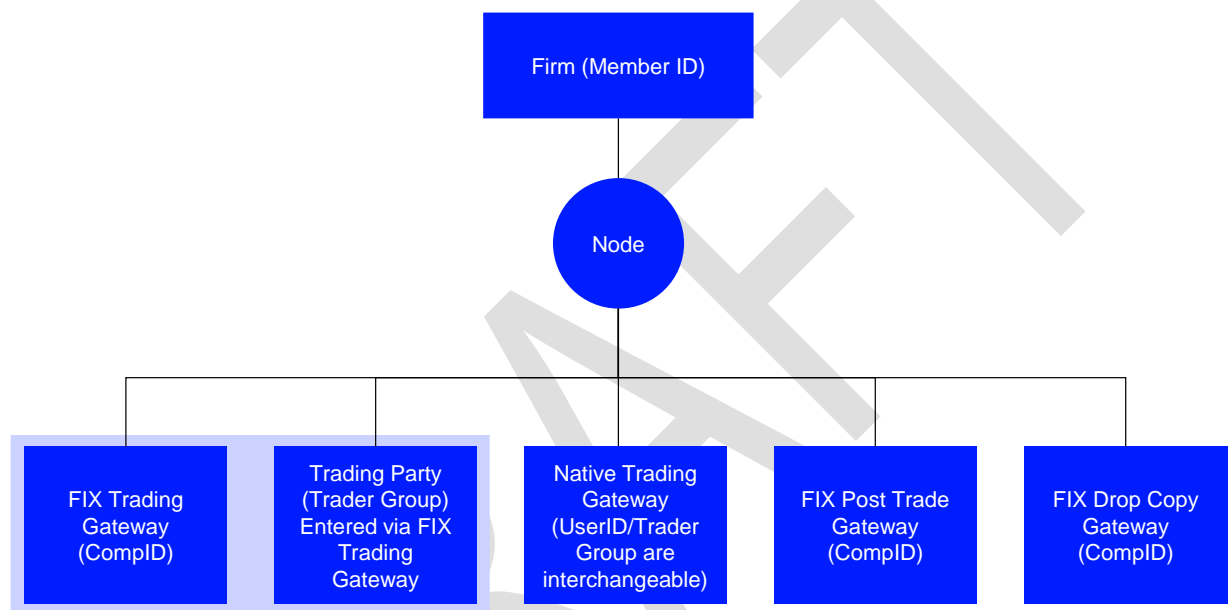 Firm (Member ID)
Node
FIX Trading
Gateway
(CompID)
Trading Party
(Trader Group)
Entered via FIX
Trading
Gateway
Native Trading
Gateway
(UserID/Trader
Group are
interchangeable)
FIX Post Trade
Gateway
(CompID)
FIX Drop Copy
Gateway
(CompID)